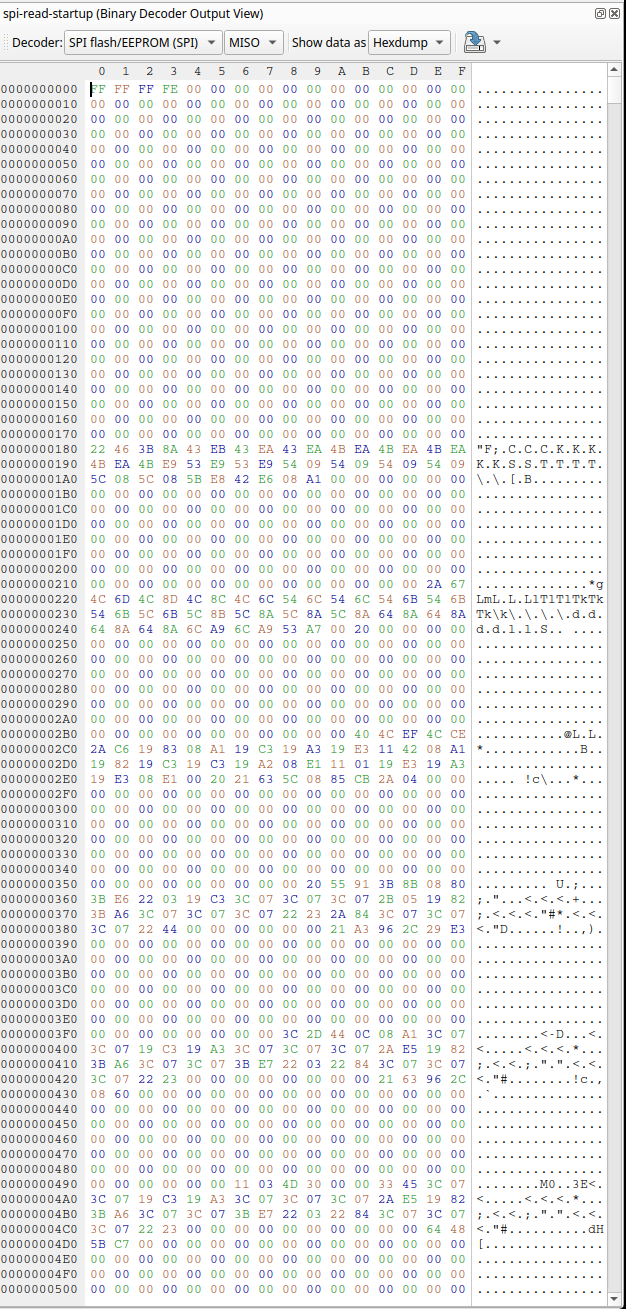 spi-read-startup (Binary Decoder Output View)
Decoder: SPI flash/EEPROM (SPI) MISO Show data as Hexdump
0 1 2 3 4 5 6 7 8 9 A B C D E F
0000000000 FF FF FF FE 00 00 00 00 00 00 00 00 00 00 00 00 ................
0000000010 00 00 00 00 00 00 00 00 00 00 00 00 00 00 00 00 ................
0000000020 00 00 00 00 00 00 00 00 00 00 00 00 00 00 00 00 ................
0000000030 00 00 00 00 00 00 00 00 00 00 00 00 00 00 00 00 ................
0000000040 00 00 00 00 00 00 00 00 00 00 00 00 00 00 00 00 ................
0000000050 00 00 00 00 00 00 00 00 00 00 00 00 00 00 00 00 ................
0000000060 00 00 00 00 00 00 00 00 00 00 00 00 00 00 00 00 ................
0000000070 00 00 00 00 00 00 00 00 00 00 00 00 00 00 00 00 ................
0000000080 00 00 00 00 00 00 00 00 00 00 00 00 00 00 00 00 ................
0000000090 00 00 00 00 00 00 00 00 00 00 00 00 00 00 00 00 ................
00000000A0 00 00 00 00 00 00 00 00 00 00 00 00 00 00 00 00 ................
00000000B0 00 00 00 00 00 00 00 00 00 00 00 00 00 00 00 00 ................
00000000C0 00 00 00 00 00 00 00 00 00 00 00 00 00 00 00 00 ................
00000000D0 00 00 00 00 00 00 00 00 00 00 00 00 00 00 00 00 ................
00000000E0 00 00 00 00 00 00 00 00 00 00 00 00 00 00 00 00 ................
00000000F0 00 00 00 00 00 00 00 00 00 00 00 00 00 00 00 00 ................
0000000100 00 00 00 00 00 00 00 00 00 00 00 00 00 00 00 00 ................
0000000110 00 00 00 00 00 00 00 00 00 00 00 00 00 00 00 00 ................
0000000120 00 00 00 00 00 00 00 00 00 00 00 00 00 00 00 00 ................
0000000130 00 00 00 00 00 00 00 00 00 00 00 00 00 00 00 00 ................
0000000140 00 00 00 00 00 00 00 00 00 00 00 00 00 00 00 00 ................
0000000150 00 00 00 00 00 00 00 00 00 00 00 00 00 00 00 00 ................
0000000160 00 00 00 00 00 00 00 00 00 00 00 00 00 00 00 00 ................
0000000170 00 00 00 00 00 00 00 00 00 00 00 00 00 00 00 00 ................
0000000180 22 46 3B 8A 43 EB 43 EA 43 EA 4B EA 4B EA 4B EA "F;.C.C.C.K.K.K.
0000000190 4B EA 4B E9 53 E9 53 E9 54 09 54 09 54 09 54 09 K.K.S.S.T.T.T.T.
00000001A0 5C 08 5C 08 5B E8 42 E6 08 A1 00 00 00 00 00 00 \.\.[.B.........
00000001B0 00 00 00 00 00 00 00 00 00 00 00 00 00 00 00 00 ................
00000001C0 00 00 00 00 00 00 00 00 00 00 00 00 00 00 00 00 ................
00000001D0 00 00 00 00 00 00 00 00 00 00 00 00 00 00 00 00 ................
00000001E0 00 00 00 00 00 00 00 00 00 00 00 00 00 00 00 00 ................
00000001F0 00 00 00 00 00 00 00 00 00 00 00 00 00 00 00 00 ................
0000000200 00 00 00 00 00 00 00 00 00 00 00 00 00 00 00 00 ................
0000000210 00 00 00 00 00 00 00 00 00 00 00 00 00 00 2A 67 ..............*g
0000000220 4C 6D 4C 8D 4C 8C 4C 6C 54 6C 54 6C 54 6B 54 6B LmL.L.LlTlTlTkTk
0000000230 54 6B 5C 6B 5C 8B 5C 8A 5C 8A 5C 8A 64 8A 64 8A Tk\k\.\.\.\.d.d.
0000000240 64 8A 64 8A 6C A9 6C A9 53 A7 00 20 00 00 00 00 d.d.l.l.S.. ....
0000000250 00 00 00 00 00 00 00 00 00 00 00 00 00 00 00 00 ................
0000000260 00 00 00 00 00 00 00 00 00 00 00 00 00 00 00 00 ................
0000000270 00 00 00 00 00 00 00 00 00 00 00 00 00 00 00 00 ................
0000000280 00 00 00 00 00 00 00 00 00 00 00 00 00 00 00 00 ................
0000000290 00 00 00 00 00 00 00 00 00 00 00 00 00 00 00 00 ................
00000002A0 00 00 00 00 00 00 00 00 00 00 00 00 00 00 00 00 ................
00000002B0 00 00 00 00 00 00 00 00 00 00 00 40 4C EF 4C CE ...........@L.L.
00000002C0 2A C6 19 83 08 A1 19 C3 19 A3 19 E3 11 42 08 A1 *............B..
00000002D0 19 82 19 C3 19 C3 19 A2 08 E1 11 01 19 E3 19 A3 ................
00000002E0 19 E3 08 E1 00 20 21 63 5C 08 85 CB 2A 04 00 00 ..... !c\...*...
00000002F0 00 00 00 00 00 00 00 00 00 00 00 00 00 00 00 00 ................
0000000300 00 00 00 00 00 00 00 00 00 00 00 00 00 00 00 00 ................
0000000310 00 00 00 00 00 00 00 00 00 00 00 00 00 00 00 00 ................
0000000320 00 00 00 00 00 00 00 00 00 00 00 00 00 00 00 00 ................
0000000330 00 00 00 00 00 00 00 00 00 00 00 00 00 00 00 00 ................
0000000340 00 00 00 00 00 00 00 00 00 00 00 00 00 00 00 00 ................
0000000350 00 00 00 00 00 00 00 00 00 20 55 91 3B 8B 08 80 ......... U.;...
0000000360 3B E6 22 03 19 C3 3C 07 3C 07 3C 07 2B 05 19 82 ;."...<.<.<.+...
0000000370 3B A6 3C 07 3C 07 3C 07 22 23 2A 84 3C 07 3C 07 ;.<.<.<."#*.<.<.
0000000380 3C 07 22 44 00 00 00 00 00 00 21 A3 96 2C 29 E3 <."D......!..,).
0000000390 00 00 00 00 00 00 00 00 00 00 00 00 00 00 00 00 ................
00000003A0 00 00 00 00 00 00 00 00 00 00 00 00 00 00 00 00 ................
00000003B0 00 00 00 00 00 00 00 00 00 00 00 00 00 00 00 00 ................
00000003C0 00 00 00 00 00 00 00 00 00 00 00 00 00 00 00 00 ................
00000003D0 00 00 00 00 00 00 00 00 00 00 00 00 00 00 00 00 ................
00000003E0 00 00 00 00 00 00 00 00 00 00 00 00 00 00 00 00 ................
00000003F0 00 00 00 00 00 00 00 00 3C 2D 44 0C 08 A1 3C 07 ........<-D...<.
0000000400 3C 07 19 C3 19 A3 3C 07 3C 07 3C 07 2A E5 19 82 <.....<.<.<.*...
0000000410 3B A6 3C 07 3C 07 3B E7 22 03 22 84 3C 07 3C 07 ;.<.<.;.".".<.<.
0000000420 3C 07 22 23 00 00 00 00 00 00 00 00 21 63 96 2C <."#........!c.,
0000000430 08 60 00 00 00 00 00 00 00 00 00 00 00 00 00 00 .`..............
0000000440 00 00 00 00 00 00 00 00 00 00 00 00 00 00 00 00 ................
0000000450 00 00 00 00 00 00 00 00 00 00 00 00 00 00 00 00 ................
0000000460 00 00 00 00 00 00 00 00 00 00 00 00 00 00 00 00 ................
0000000470 00 00 00 00 00 00 00 00 00 00 00 00 00 00 00 00 ................
0000000480 00 00 00 00 00 00 00 00 00 00 00 00 00 00 00 00 ................
0000000490 00 00 00 00 00 00 11 03 4D 30 00 00 33 45 3C 07 ........M0..3E<.
00000004A0 3C 07 19 C3 19 A3 3C 07 3C 07 3C 07 2A E5 19 82 <.....<.<.<.*...
00000004B0 3B A6 3C 07 3C 07 3B E7 22 03 22 84 3C 07 3C 07 ;.<.<.;.".".<.<.
00000004C0 3C 07 22 23 00 00 00 00 00 00 00 00 00 00 64 48 <."#..........dH
00000004D0 5B C7 00 00 00 00 00 00 00 00 00 00 00 00 00 00 [...............
00000004E0 00 00 00 00 00 00 00 00 00 00 00 00 00 00 00 00 ................
00000004F0 00 00 00 00 00 00 00 00 00 00 00 00 00 00 00 00 ................
0000000500 00 00 00 00 00 00 00 00 00 00 00 00 00 00 00 00 ................